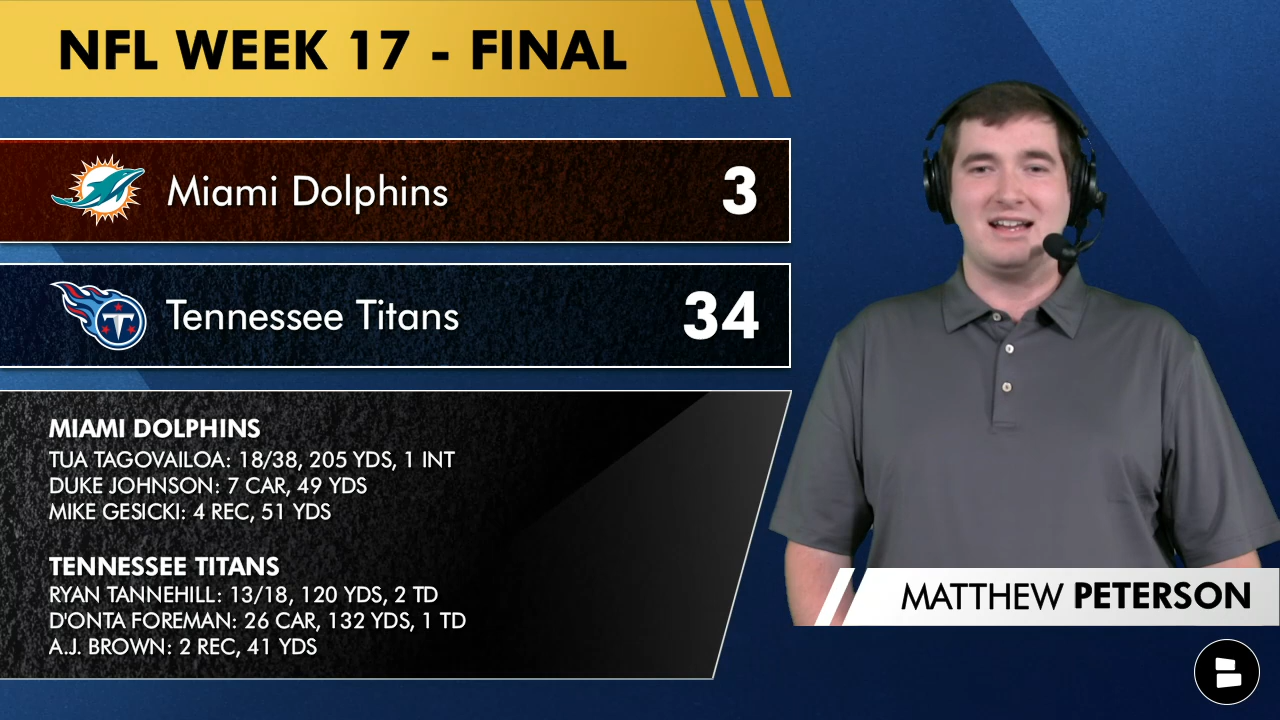 NFL WEEK 17 - FINAL
Miami Dolphins 3
Tennessee Titans 34
MIAMI DOLPHINS
TUA TAGOVAILOA: 18/38, 205 YDS, 1 INT
DUKE JOHNSON: 7 CAR, 49 YDS
MIKE GESICKI: 4 REC, 51 YDS
TENNESSEE TITANS
RYAN TANNEHILL: 13/18, 120 YDS, 2 TD
D'ONTA FOREMAN: 26 CAR, 132 YDS, 1 TD
A.J. BROWN: 2 REC, 41 YDS
MATTHEW PETERSON